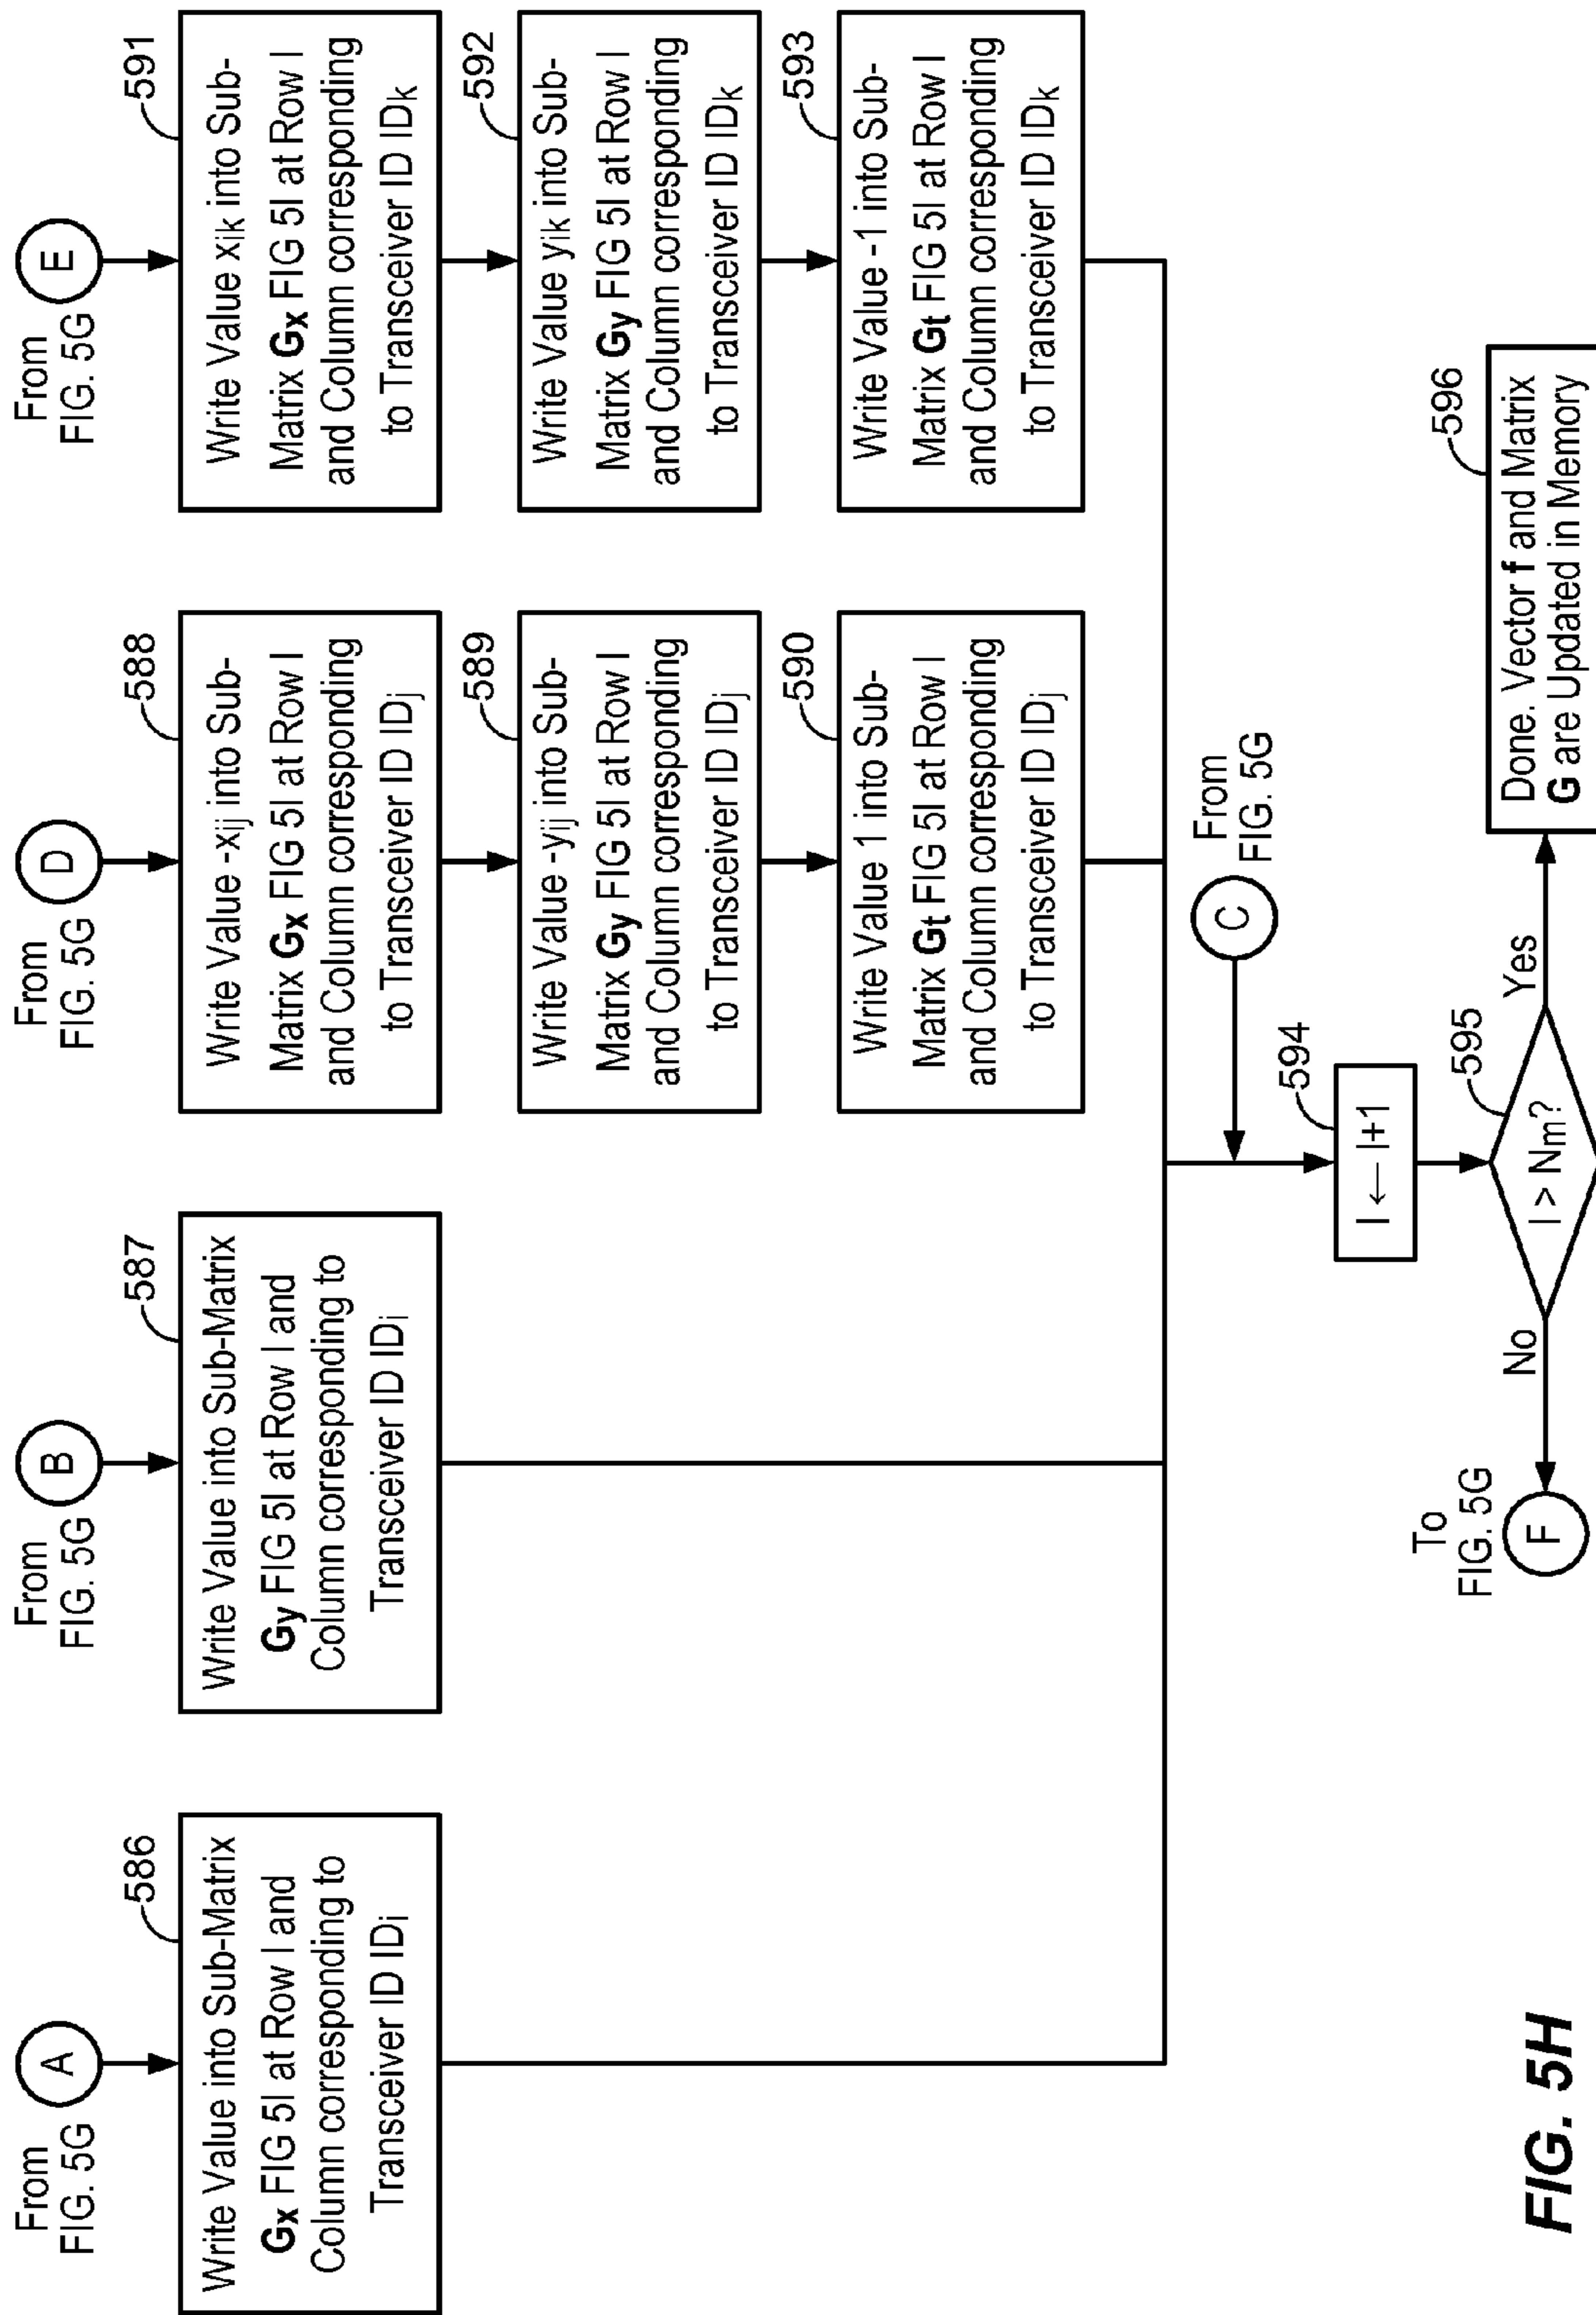 From
FIG. 5G
A
586
Write Value into Sub-Matrix
Gx FIG 5I at Row l and
Column corresponding to
Transceiver ID IDi
From
FIG. 5G
B
587
Write Value into Sub-Matrix
Gy FIG 5I at Row l and
Column corresponding to
Transceiver ID IDi
From
FIG. 5G
D
588
Write Value -xij into Sub-
Matrix Gx FIG 5I at Row l
and Column corresponding
to Transceiver ID IDj
589
Write Value -yij into Sub-
Matrix Gy FIG 5I at Row l
and Column corresponding
to Transceiver ID IDj
590
Write Value 1 into Sub-
Matrix Gt FIG 5I at Row l
and Column corresponding
to Transceiver ID IDj
From
FIG. 5G
E
591
Write Value xik into Sub-
Matrix Gx FIG 5I at Row l
and Column corresponding
to Transceiver ID IDk
592
Write Value yik into Sub-
Matrix Gy FIG 5I at Row l
and Column corresponding
to Transceiver ID IDk
593
Write Value -1 into Sub-
Matrix Gt FIG 5I at Row l
and Column corresponding
to Transceiver ID IDk
From
FIG. 5G
C
594
l ← l+1
595
l > Nm?
No
Yes
To
FIG. 5G
F
596
Done. Vector f and Matrix
G are Updated in Memory
FIG. 5H